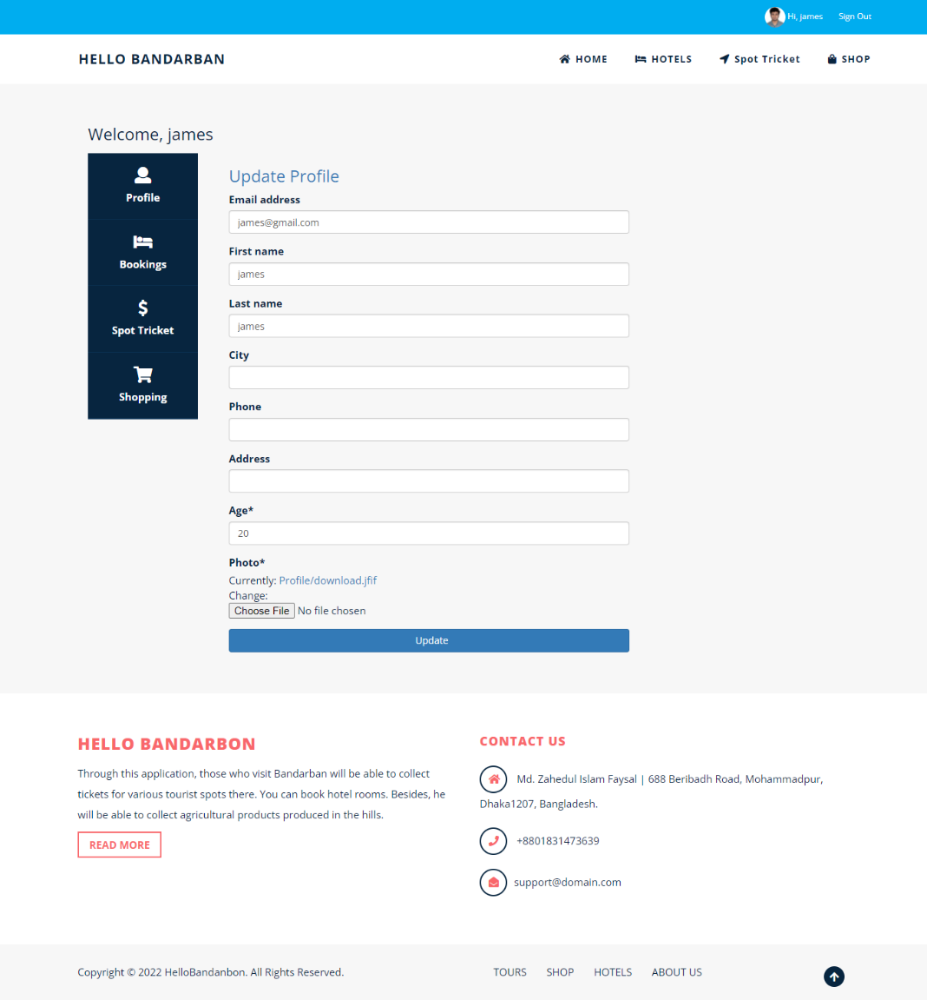 Hi, james Sign Out
HELLO BANDARBAN HOME HOTELS Spot Tricket SHOP
Welcome, james
Profile
Bookings
Spot Tricket
Shopping
Update Profile
Email address
james@gmail.com
First name
james
Last name
james
City
Phone
Address
Age*
20
Photo*
Currently: Profile/download.jfif
Change:
Choose File No file chosen
Update
HELLO BANDARBON
Through this application, those who visit Bandarban will be able to collect
tickets for various tourist spots there. You can book hotel rooms. Besides, he
will be able to collect agricultural products produced in the hills.
READ MORE
CONTACT US
Md. Zahedul Islam Faysal | 688 Beribadh Road, Mohammadpur,
Dhaka1207, Bangladesh.
+8801831473639
support@domain.com
Copyright © 2022 HelloBandanbon. All Rights Reserved. TOURS SHOP HOTELS ABOUT US